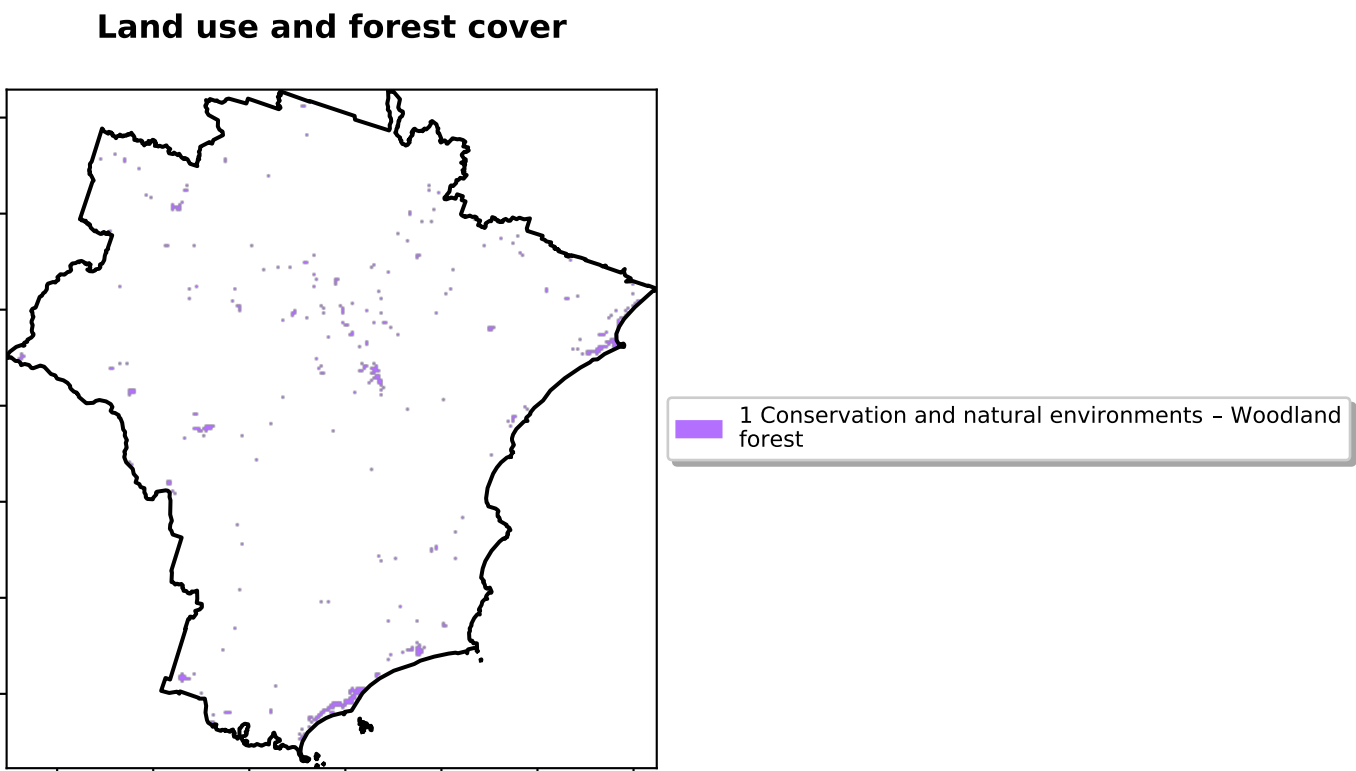 Land use and forest cover
1 Conservation and natural environments – Woodland
forest